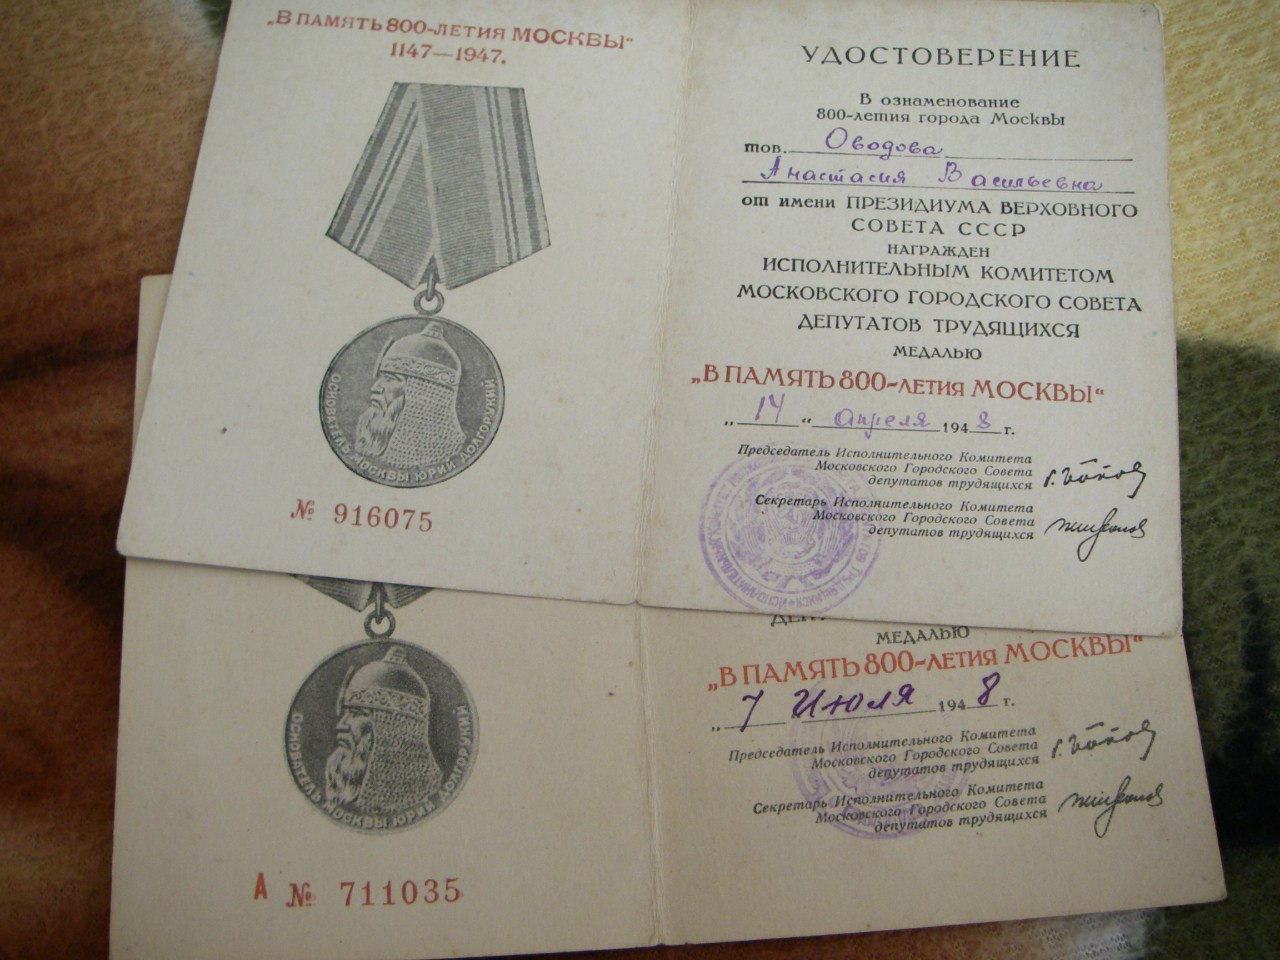 „В ПАМЯТЬ 800-ЛЕТИЯ МОСКВЫ“
1147—1947.
ОСНОВАТЕЛЬ МОСКВЫ ЮРИЙ ДОЛГОРУКИЙ
№ 916075
УДОСТОВЕРЕНИЕ
В ознаменование
800-летия города Москвы
тов. Оводова
Анастасия Васильевна
от имени ПРЕЗИДИУМА ВЕРХОВНОГО
СОВЕТА СССР
НАГРАЖДЕН
ИСПОЛНИТЕЛЬНЫМ КОМИТЕТОМ
МОСКОВСКОГО ГОРОДСКОГО СОВЕТА
ДЕПУТАТОВ ТРУДЯЩИХСЯ
МЕДАЛЬЮ
„В ПАМЯТЬ 800-ЛЕТИЯ МОСКВЫ“
„14“ апреля 1948 г.
Председатель Исполнительного Комитета
Московского Городского Совета
депутатов трудящихся
Секретарь Исполнительного Комитета
Московского Городского Совета
депутатов трудящихся
ОСНОВАТЕЛЬ МОСКВЫ ЮРИЙ ДОЛГОРУКИЙ
А № 711035
МЕДАЛЬЮ
„В ПАМЯТЬ 800-ЛЕТИЯ МОСКВЫ“
„7 Июля 1948 г.
Председатель Исполнительного Комитета
Московского Городского Совета
депутатов трудящихся
Секретарь Исполнительного Комитета
Московского Городского Совета
депутатов трудящихся